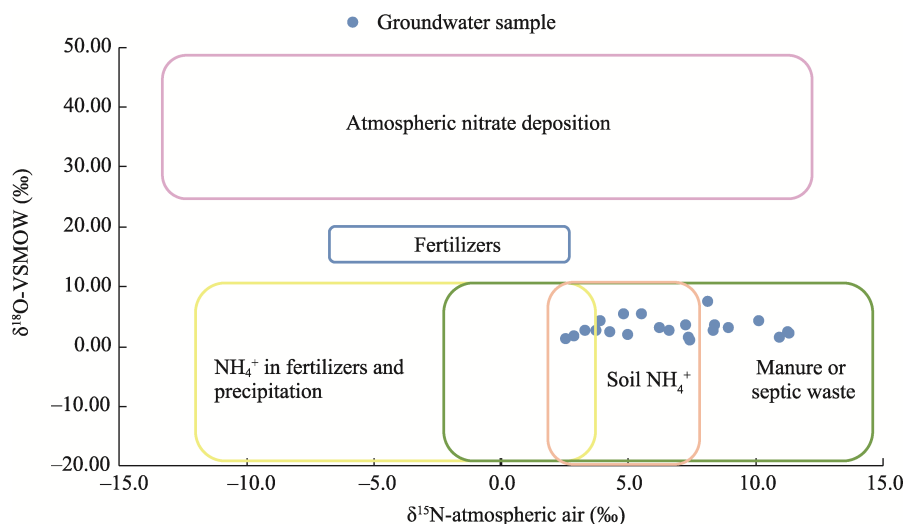 Groundwater sample
50.00
40.00
30.00
20.00
10.00
0.00
–10.00
–20.00
δ¹⁸O-VSMOW (‰)
Atmospheric nitrate deposition
Fertilizers
NH₄⁺ in fertilizers and
precipitation
Soil NH₄⁺
Manure or
septic waste
–15.0
–10.0
–5.0
0.0
5.0
10.0
15.0
δ¹⁵N-atmospheric air (‰)